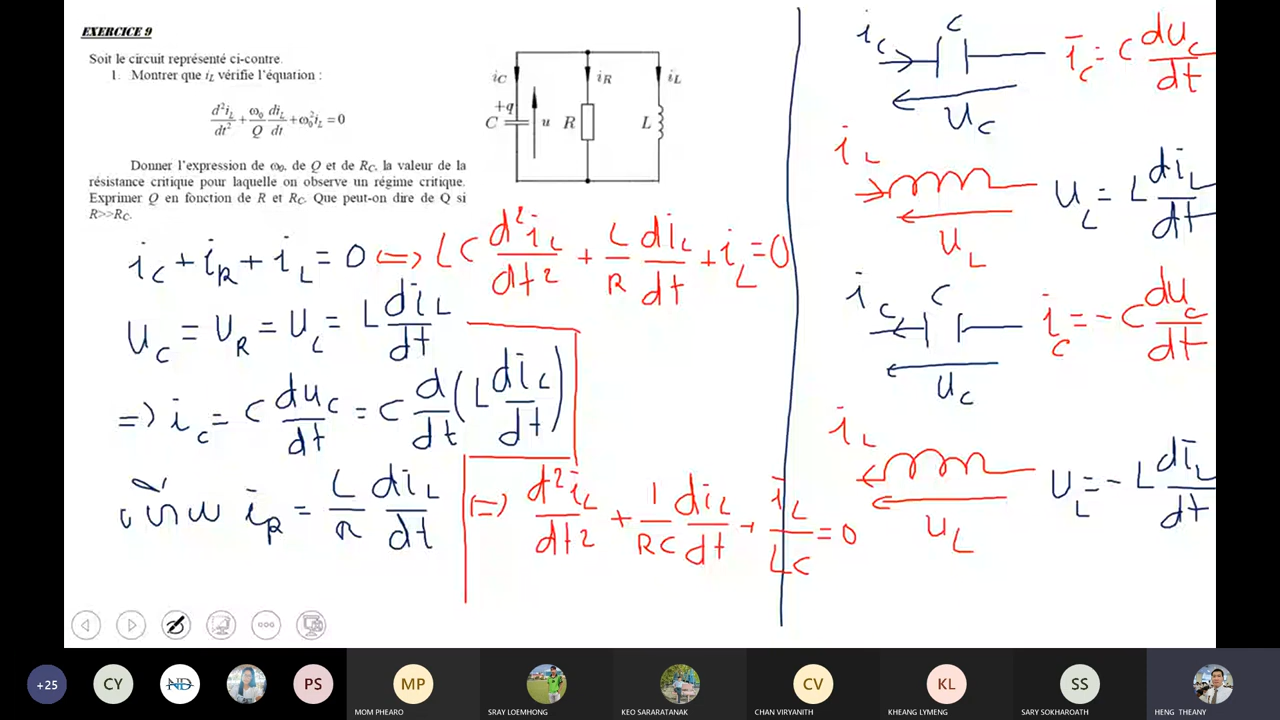 EXERCICE 9
Soit le circuit représenté ci-contre.
1. Montrer que iL vérifie l'équation :
d²iL/dt² + ω₀/Q diL/dt + ω₀²iL = 0
Donner l'expression de ω₀, de Q et de RC, la valeur de la
résistance critique pour laquelle on observe un régime critique.
Exprimer Q en fonction de R et RC. Que peut-on dire de Q si
R>>RC.
iC iR iL
+q
C u R L
iC + iR + iL = 0 ⟺ LC d²iL/dt² + L/R diL/dt + iL = 0
UC = UR = UL = L diL/dt
=> iC = C duC/dt = C d/dt (L diL/dt)
iR = L/R diL/dt
⟺ d²iL/dt2 + 1/RC diL/dt + iL/LC = 0
iC C
iC = C duC/dt
UC
iL
UL = L diL/dt
UL
iC C
iC = - C duC/dt
UC
iL
UL = - L diL/dt
UL
+25 CY ND PS MP CV KL SS
MOM PHEARO SRAY LOEMHONG KEO SARARATANAK CHAN VIRYANITH KHEANG LYMENG SARY SOKHAROATH HENG THEANY